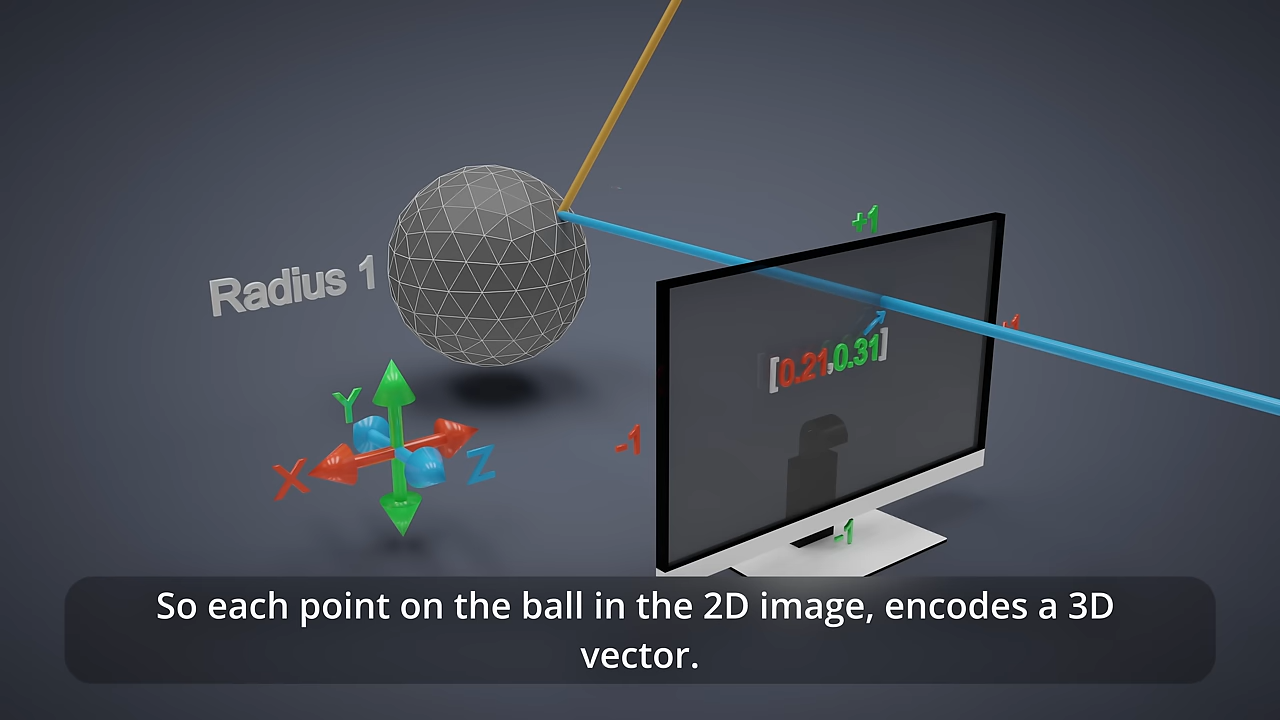 +1
Radius 1
[0.21,0.31]
Y
-1
X
Z
-1
So each point on the ball in the 2D image, encodes a 3D
vector.